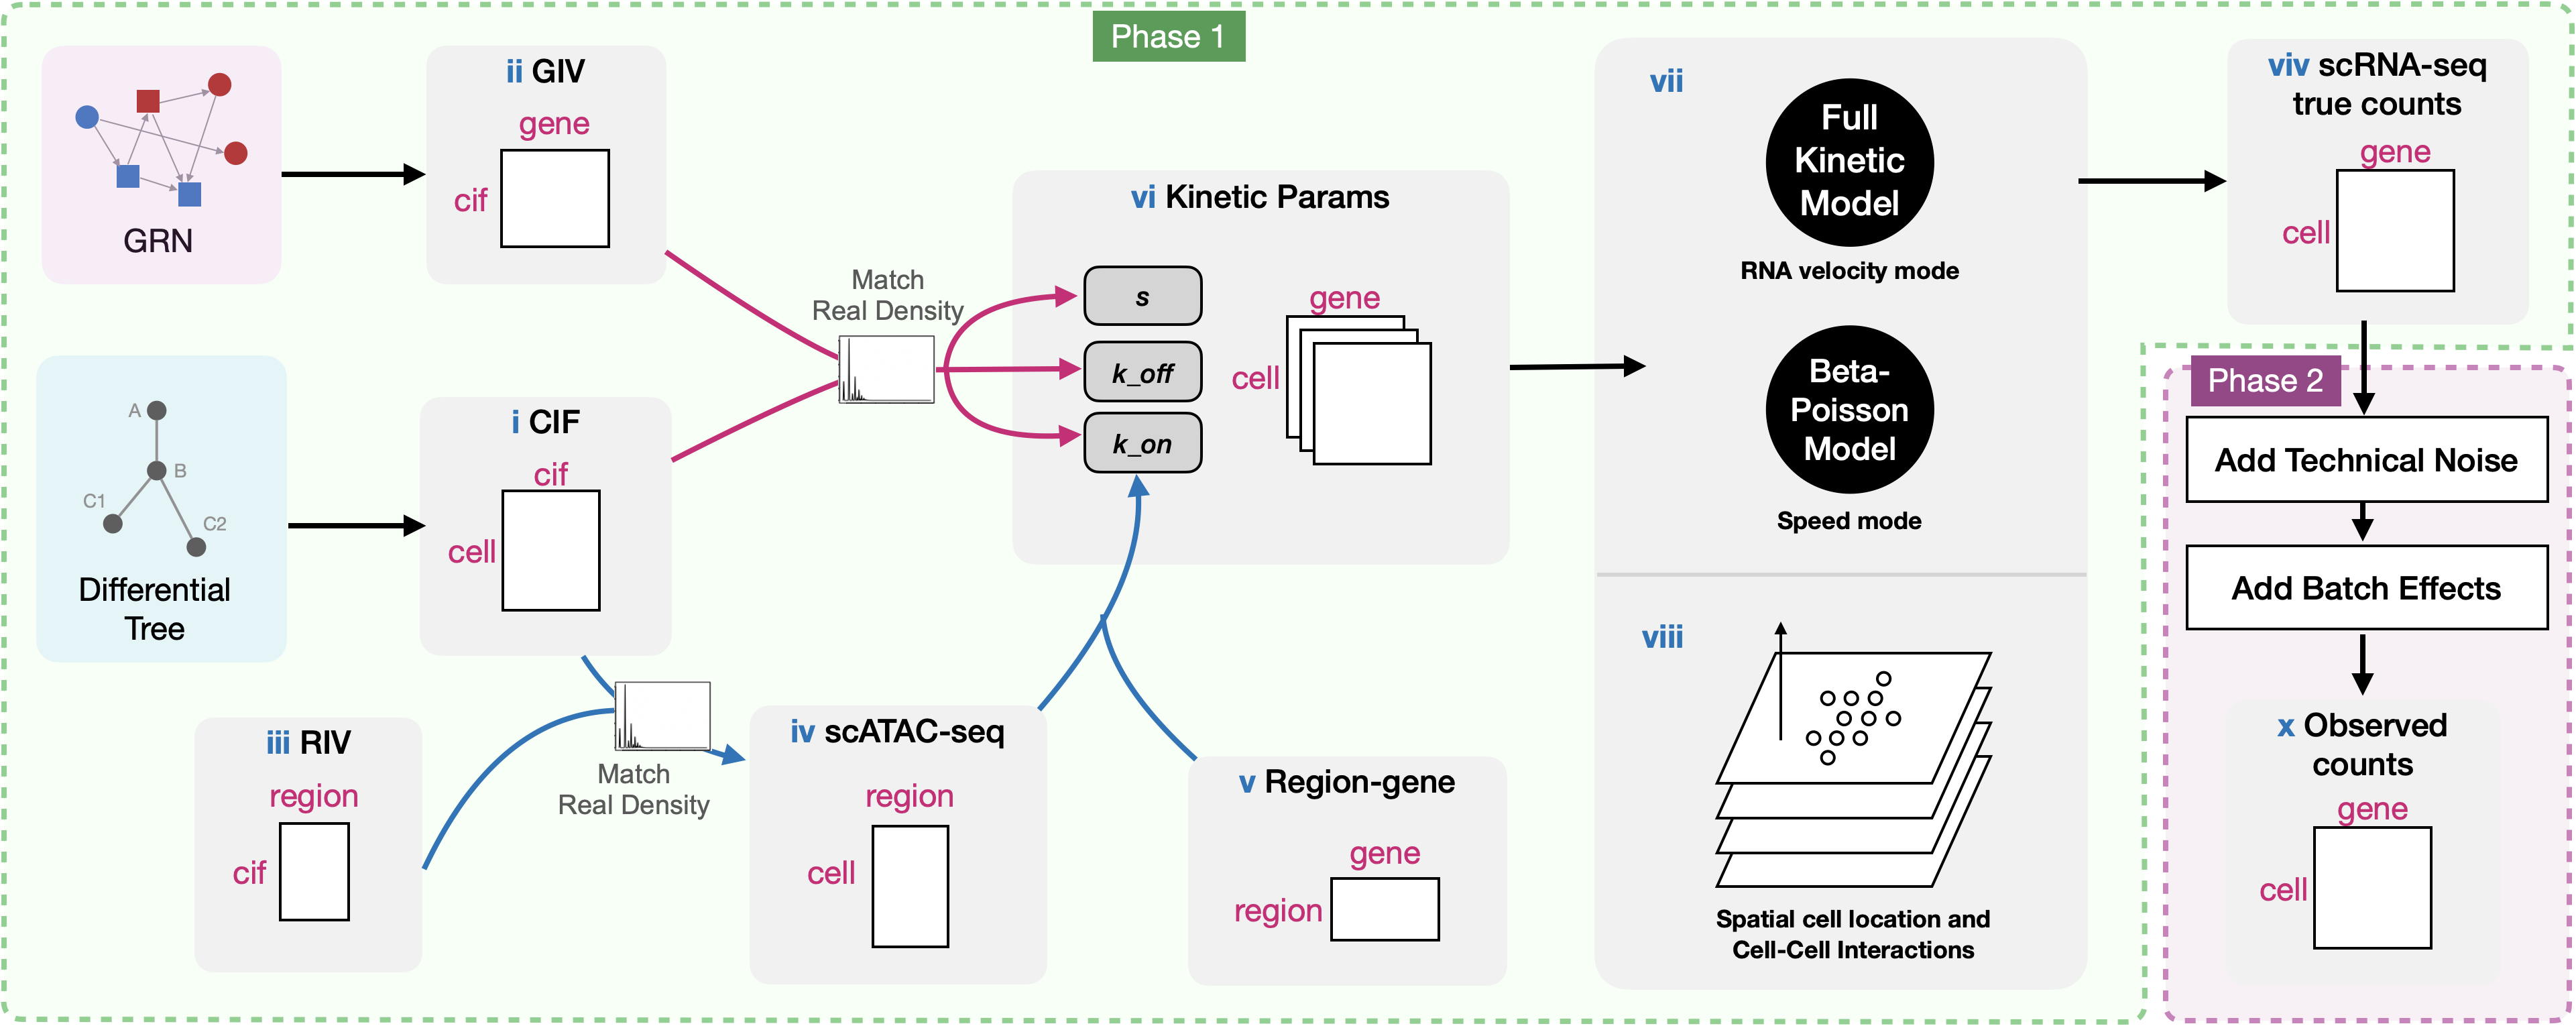 Phase 1
GRN
ii GIV
gene
cif
Differential
Tree
A
B
C1
C2
i CIF
cif
cell
iii RIV
region
cif
Match
Real Density
Match
Real Density
iv scATAC-seq
region
cell
v Region-gene
gene
region
vi Kinetic Params
s
k_off
k_on
gene
cell
vii
Full
Kinetic
Model
RNA velocity mode
Beta-
Poisson
Model
Speed mode
viii
Spatial cell location and
Cell-Cell Interactions
viv scRNA-seq
true counts
gene
cell
Phase 2
Add Technical Noise
Add Batch Effects
x Observed
counts
gene
cell